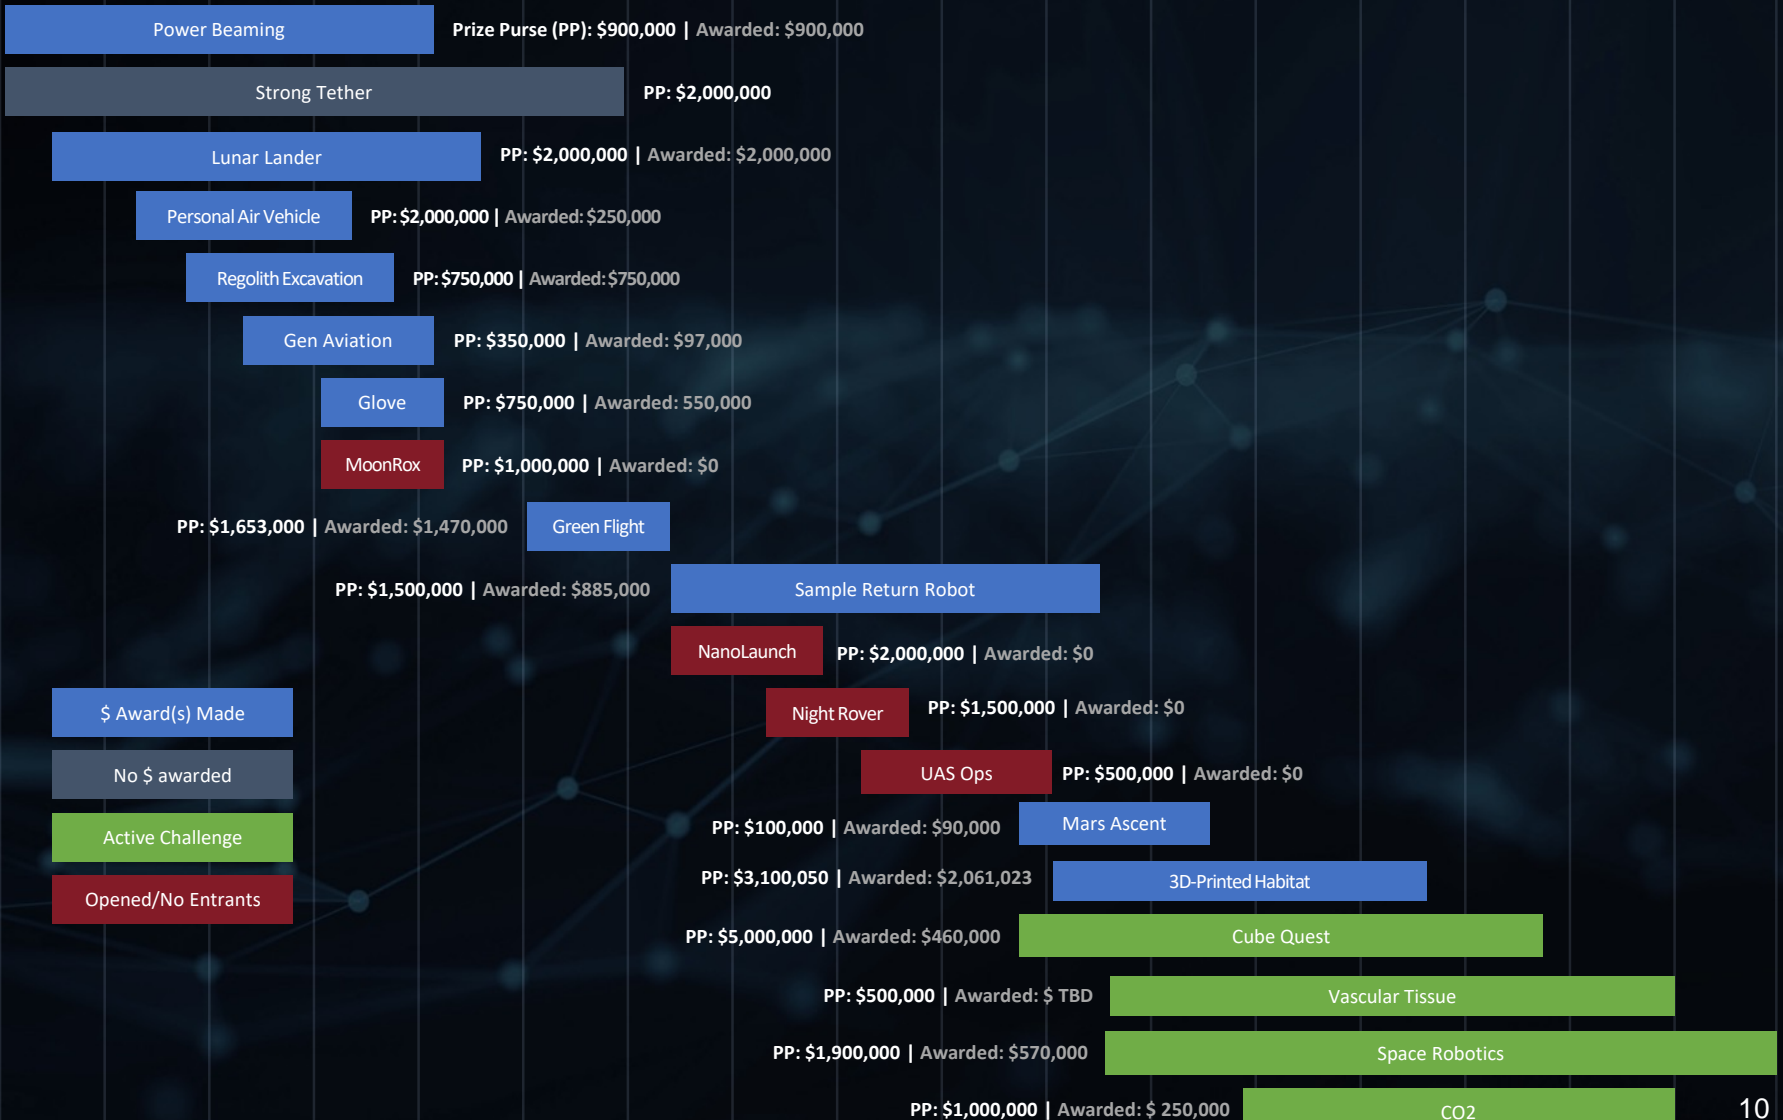 Power Beaming Prize Purse (PP): $900,000 | Awarded: $900,000
Strong Tether PP: $2,000,000
Lunar Lander PP: $2,000,000 | Awarded: $2,000,000
Personal Air Vehicle PP: $2,000,000 | Awarded: $250,000
Regolith Excavation PP: $750,000 | Awarded: $750,000
Gen Aviation PP: $350,000 | Awarded: $97,000
Glove PP: $750,000 | Awarded: 550,000
MoonRox PP: $1,000,000 | Awarded: $0
PP: $1,653,000 | Awarded: $1,470,000 Green Flight
PP: $1,500,000 | Awarded: $885,000 Sample Return Robot
NanoLaunch PP: $2,000,000 | Awarded: $0
Night Rover PP: $1,500,000 | Awarded: $0
UAS Ops PP: $500,000 | Awarded: $0
PP: $100,000 | Awarded: $90,000 Mars Ascent
PP: $3,100,050 | Awarded: $2,061,023 3D-Printed Habitat
PP: $5,000,000 | Awarded: $460,000 Cube Quest
PP: $500,000 | Awarded: $ TBD Vascular Tissue
PP: $1,900,000 | Awarded: $570,000 Space Robotics
PP: $1,000,000 | Awarded: $ 250,000 CO2
$ Award(s) Made
No $ awarded
Active Challenge
Opened/No Entrants
10